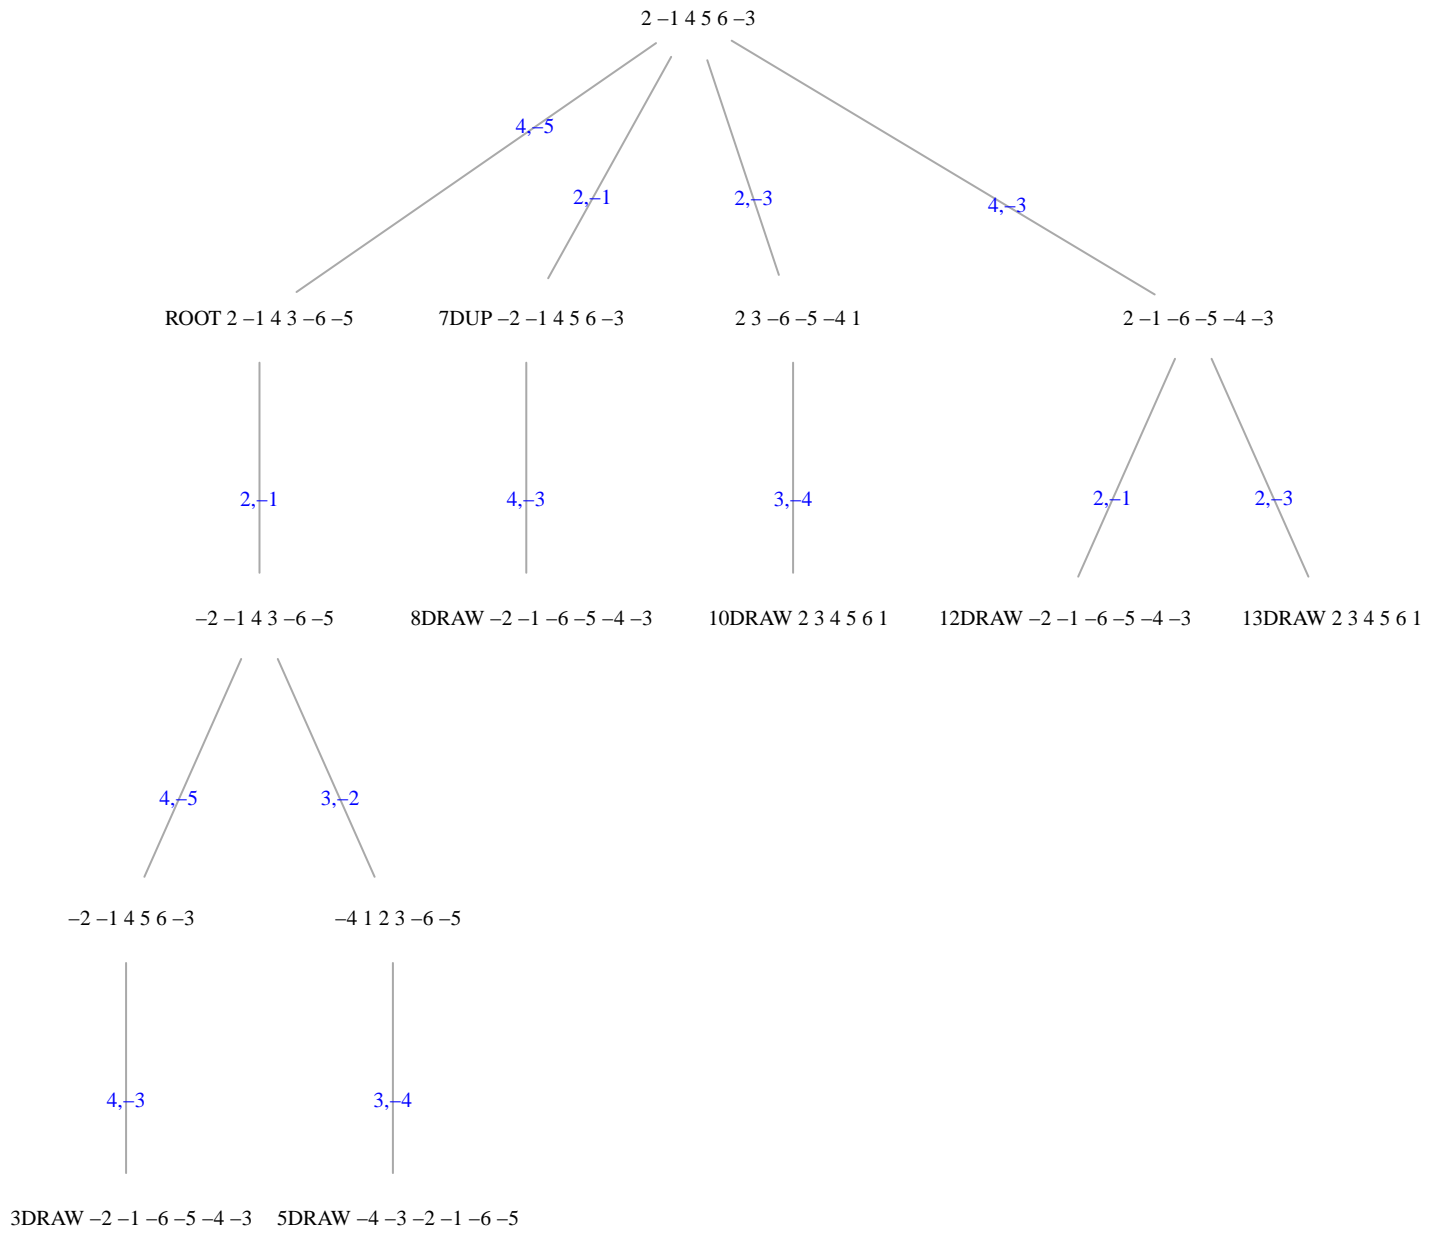 2 –1 4 5 6 –3
4,–5
2,–1
2,–3
4,–3
ROOT 2 –1 4 3 –6 –5
7DUP –2 –1 4 5 6 –3
2 3 –6 –5 –4 1
2 –1 –6 –5 –4 –3
2,–1
4,–3
3,–4
2,–1
2,–3
–2 –1 4 3 –6 –5
8DRAW –2 –1 –6 –5 –4 –3
10DRAW 2 3 4 5 6 1
12DRAW –2 –1 –6 –5 –4 –3
13DRAW 2 3 4 5 6 1
4,–5
3,–2
–2 –1 4 5 6 –3
–4 1 2 3 –6 –5
4,–3
3,–4
3DRAW –2 –1 –6 –5 –4 –3
5DRAW –4 –3 –2 –1 –6 –5